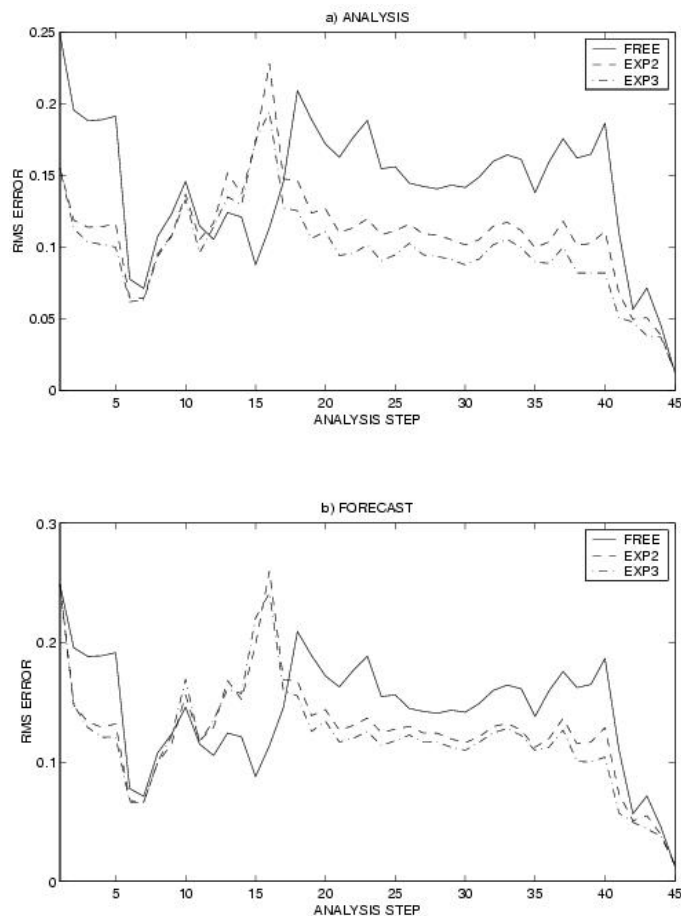 a) ANALYSIS
0.25
0.2
0.15
0.1
0.05
0
RMS ERROR
FREE
EXP2
EXP3
5 10 15 20 25 30 35 40 45
ANALYSIS STEP
b) FORECAST
0.3
0.2
0.1
0
RMS ERROR
FREE
EXP2
EXP3
5 10 15 20 25 30 35 40 45
ANALYSIS STEP